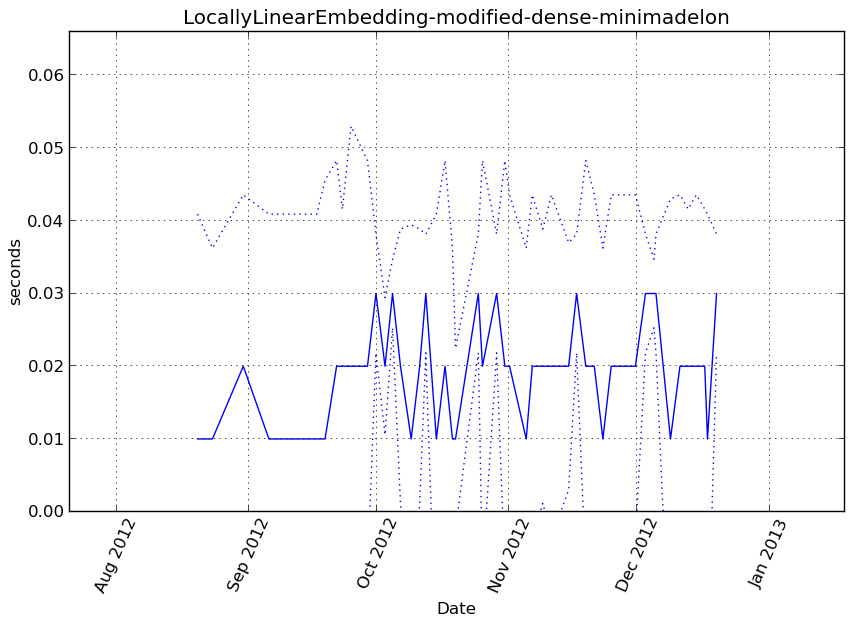 LocallyLinearEmbedding-modified-dense-minimadelon
0.06
0.05
0.04
0.03
0.02
0.01
0.00
seconds
Aug 2012
Sep 2012
Oct 2012
Nov 2012
Dec 2012
Jan 2013
Date